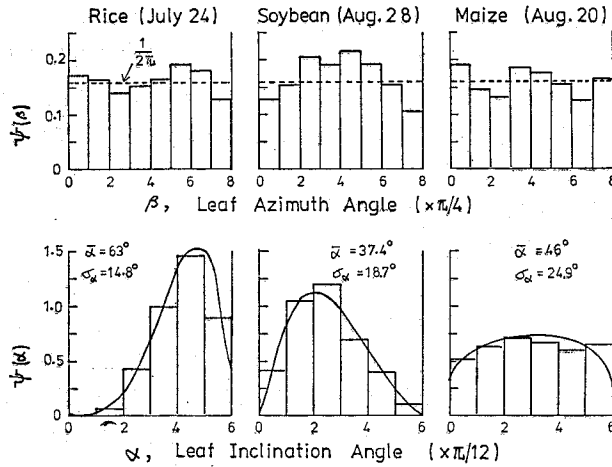 Rice (July 24) Soybean (Aug. 28) Maize (Aug. 20)
1/2π
0.2
0.1
0
ψ(β)
0 2 4 6 8 0 2 4 6 8 0 2 4 6 8
β, Leaf Azimuth Angle (×π/4)
ᾱ=63° ᾱ=37.4° ᾱ=46°
σα=14.8° σα=18.7° σα=24.9°
1.5
1.0
0.5
0
ψ(α)
0 2 4 6 0 2 4 6 0 2 4 6
α, Leaf Inclination Angle (×π/12)